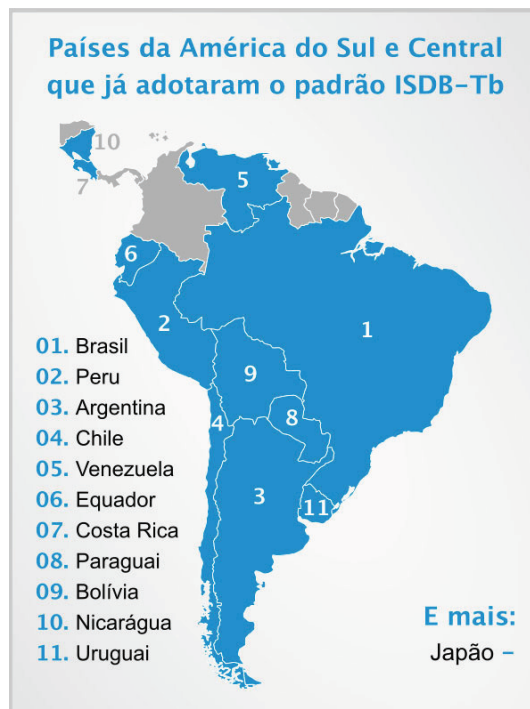 Países da América do Sul e Central
que já adotaram o padrão ISDB-Tb
10
7
5
6
2
1
9
8
4
3
11
01. Brasil
02. Peru
03. Argentina
04. Chile
05. Venezuela
06. Equador
07. Costa Rica
08. Paraguai
09. Bolívia
10. Nicarágua
11. Uruguai
E mais:
Japão –